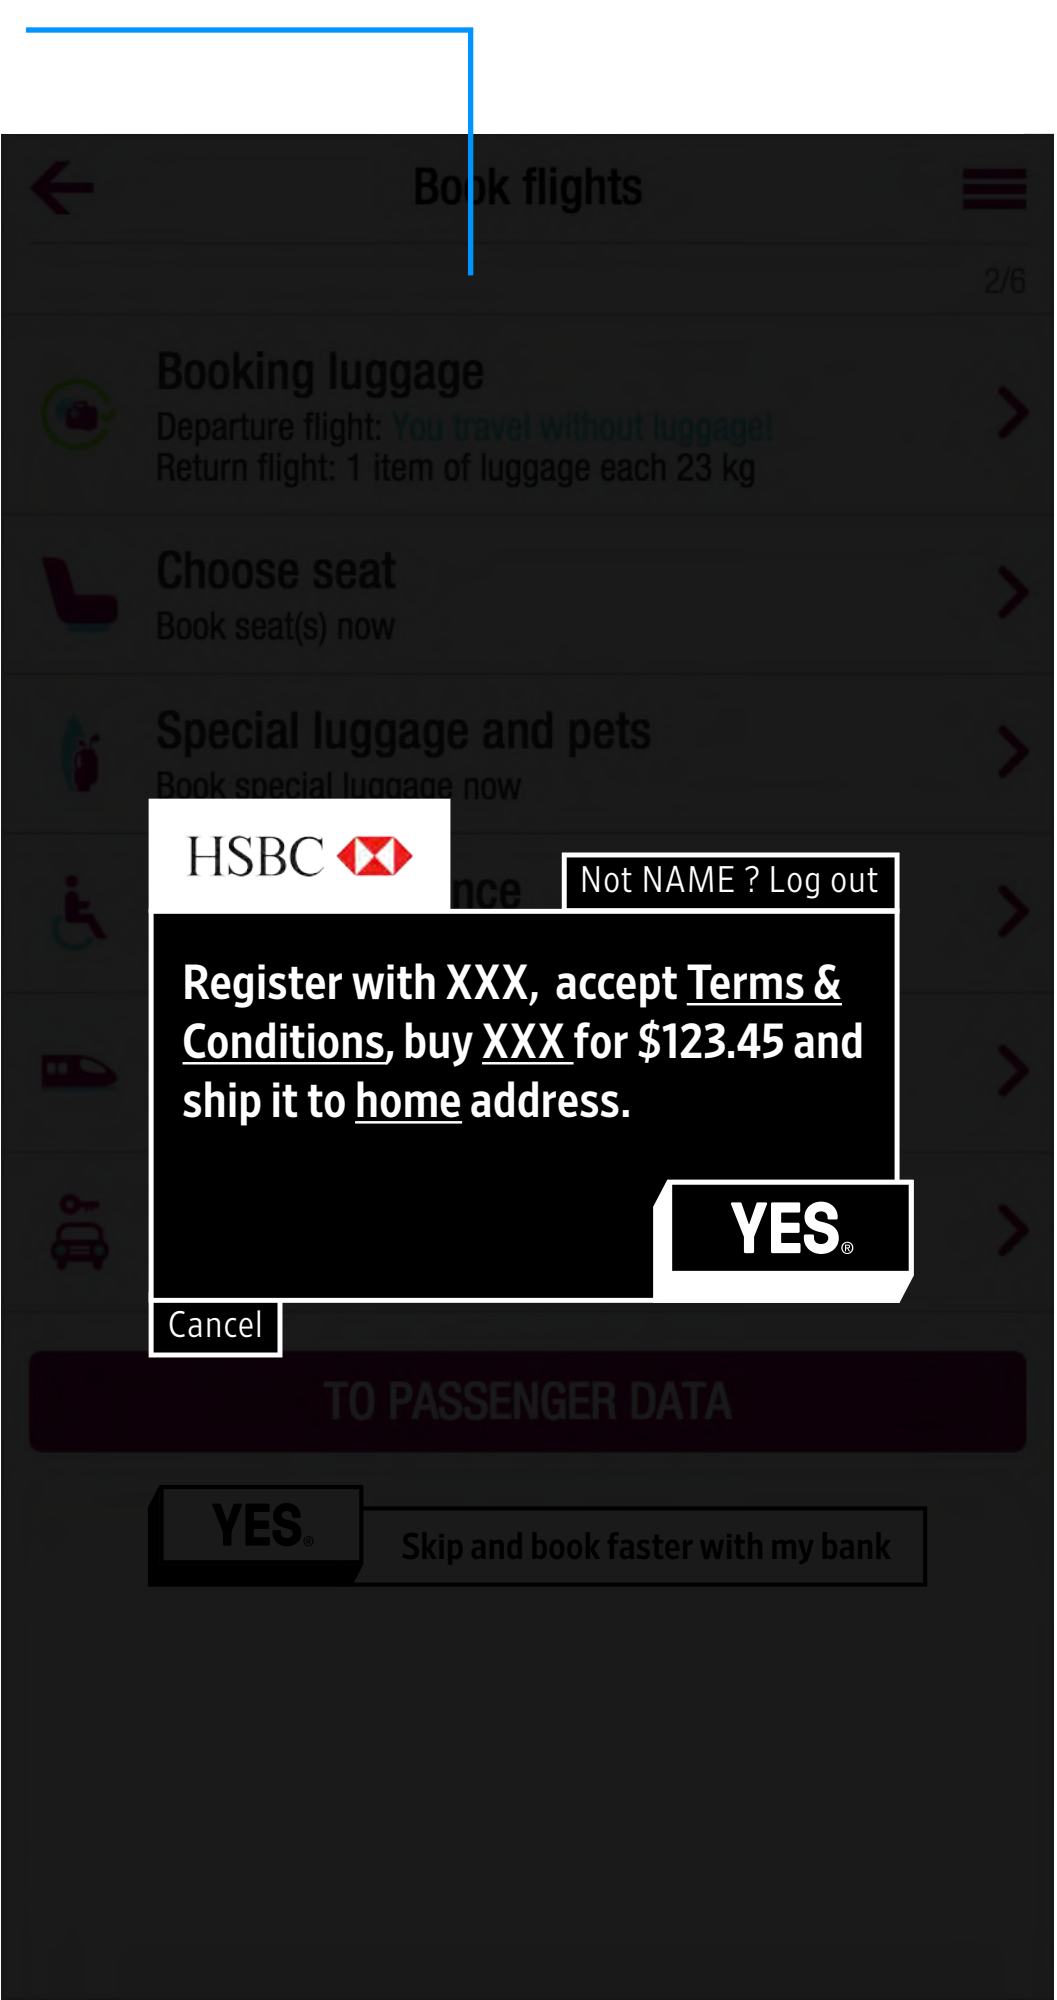 Book flights
2/6
Booking luggage
Departure flight: You travel without luggage!
Return flight: 1 item of luggage each 23 kg
Choose seat
Book seat(s) now
Special luggage and pets
Book special luggage now
HSBC
nce
Not NAME ? Log out
Register with XXX,  accept Terms &
Conditions, buy XXX for $123.45 and
ship it to home address.
YES®
Cancel
TO PASSENGER DATA
YES®
Skip and book faster with my bank